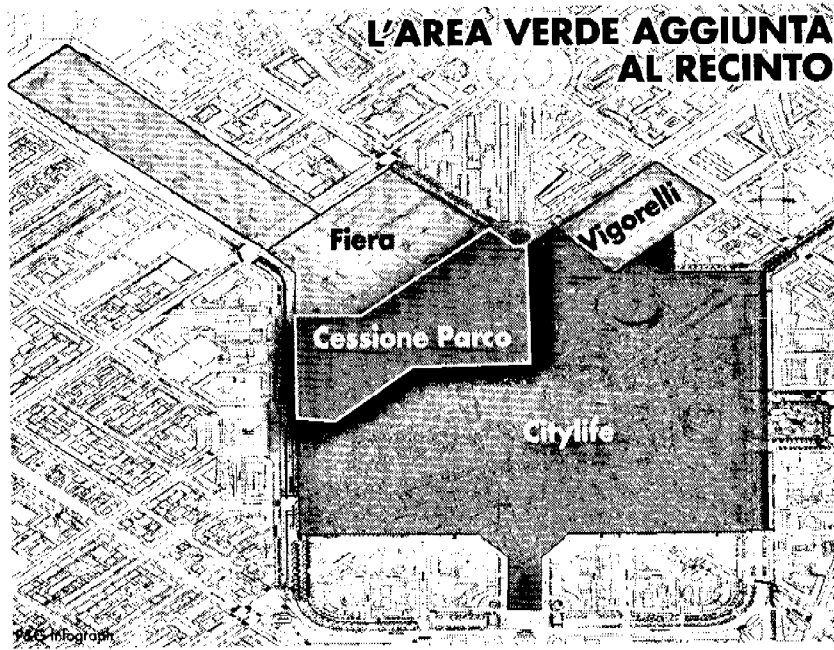 L'AREA VERDE AGGIUNTA
AL RECINTO
Vigorelli
Fiera
Cessione Parco
Citylife
P&G Infograph